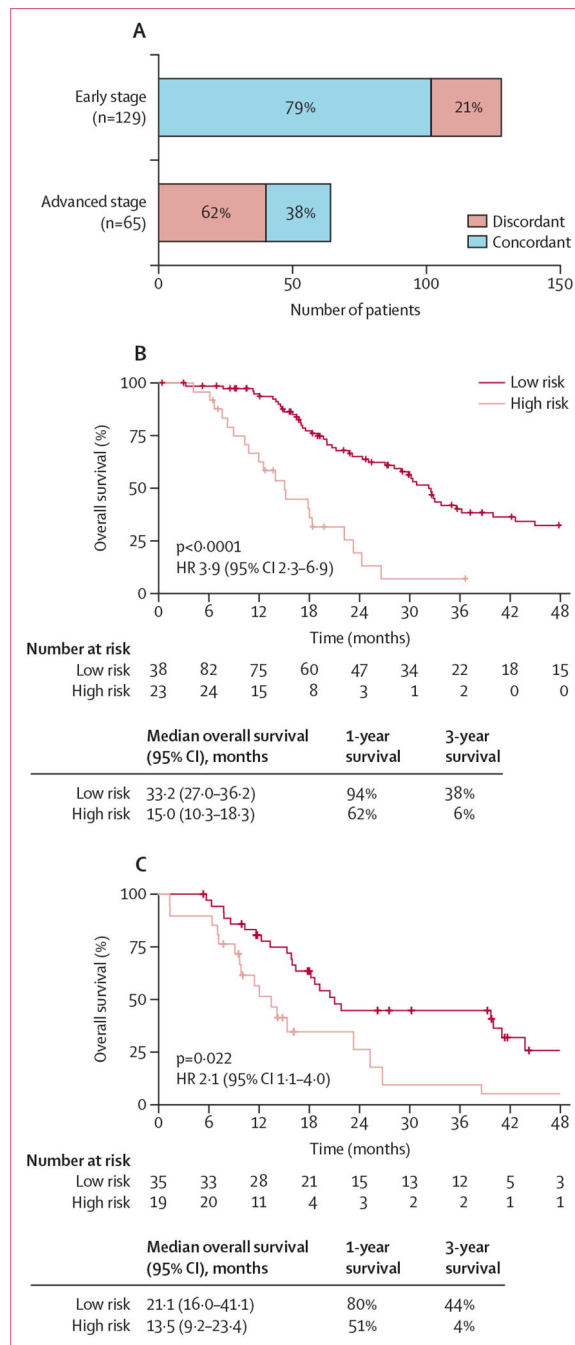 A
Early stage
(n=129)
79%
21%
Advanced stage
(n=65)
62%
38%
Discordant
Concordant
0 50 100 150
Number of patients
B
100
75
50
25
0
Overall survival (%)
Low risk
High risk
p<0·0001
HR 3·9 (95% CI 2·3–6·9)
0 6 12 18 24 30 36 42 48
Time (months)
Number at risk
Low risk 38 82 75 60 47 34 22 18 15
High risk 23 24 15 8 3 1 2 0 0
Median overall survival 1-year 3-year
(95% CI), months survival survival
Low risk 33·2 (27·0–36·2) 94% 38%
High risk 15·0 (10·3–18·3) 62% 6%
C
100
75
50
25
0
Overall survival (%)
p=0·022
HR 2·1 (95% CI 1·1–4·0)
0 6 12 18 24 30 36 42 48
Time (months)
Number at risk
Low risk 35 33 28 21 15 13 12 5 3
High risk 19 20 11 4 3 2 2 1 1
Median overall survival 1-year 3-year
(95% CI), months survival survival
Low risk 21·1 (16·0–41·1) 80% 44%
High risk 13·5 (9·2–23·4) 51% 4%